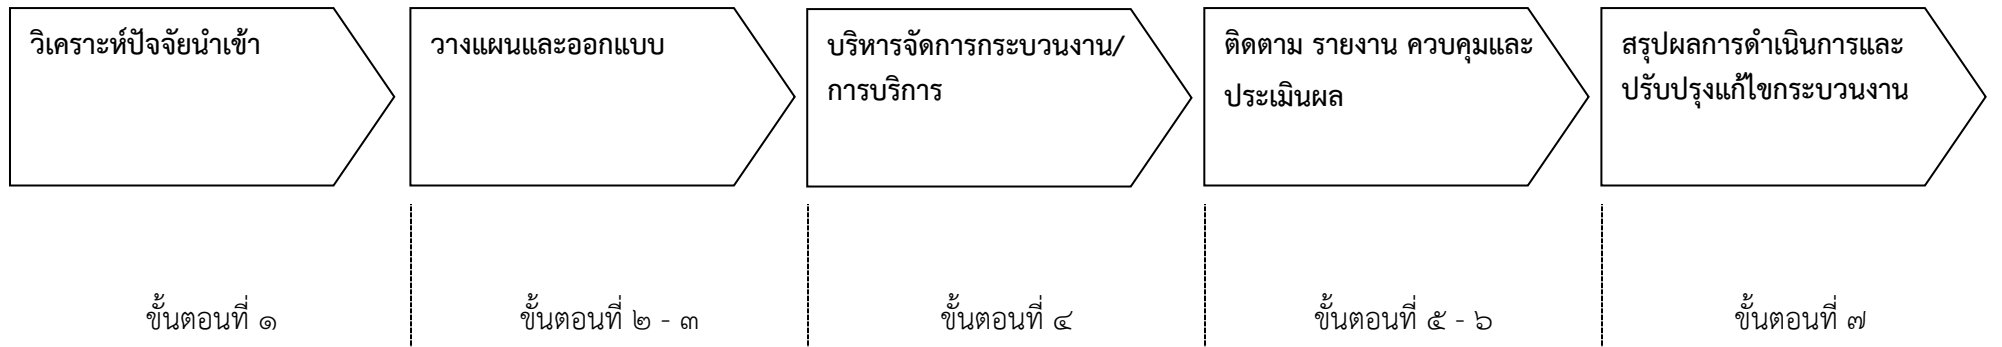 วิเคราะห์ปัจจัยนำเข้า
วางแผนและออกแบบ
บริหารจัดการกระบวนงาน/
การบริการ
ติดตาม รายงาน ควบคุมและ
ประเมินผล
สรุปผลการดำเนินการและ
ปรับปรุงแก้ไขกระบวนงาน
ขั้นตอนที่ ๑
ขั้นตอนที่ ๒ - ๓
ขั้นตอนที่ ๔
ขั้นตอนที่ ๕ - ๖
ขั้นตอนที่ ๗